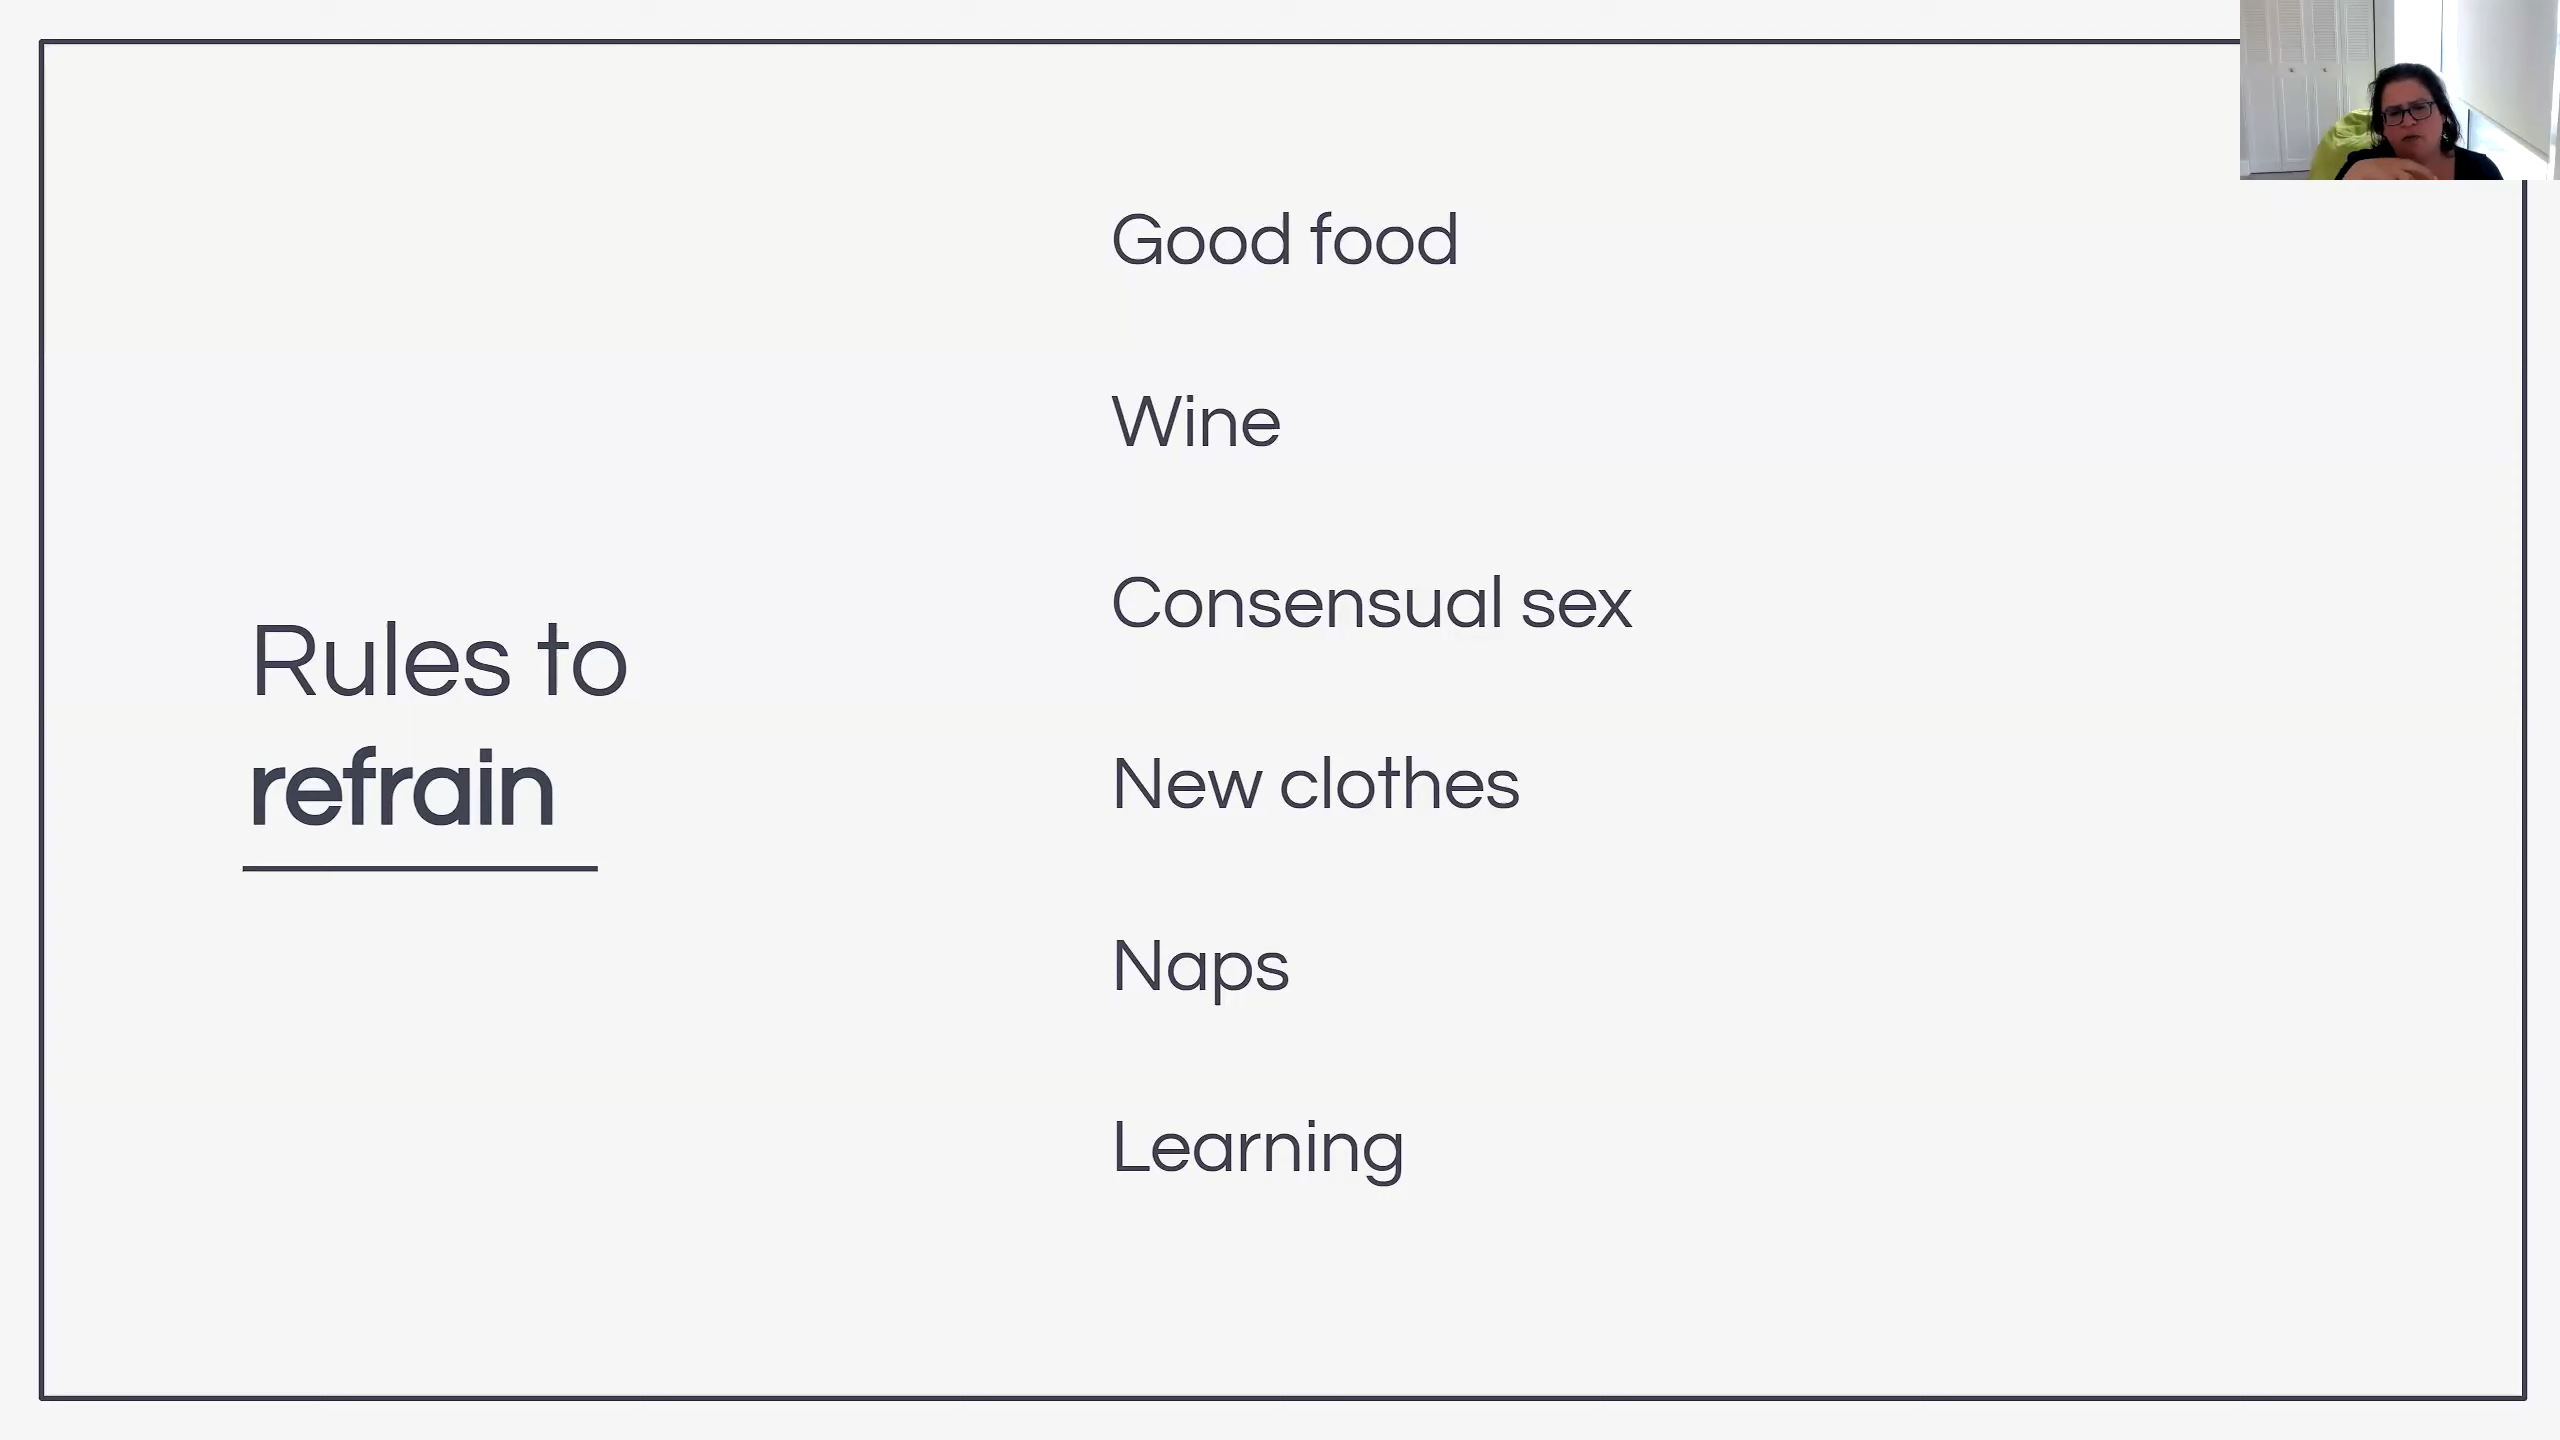 Rules to
refrain
Good food
Wine
Consensual sex
New clothes
Naps
Learning